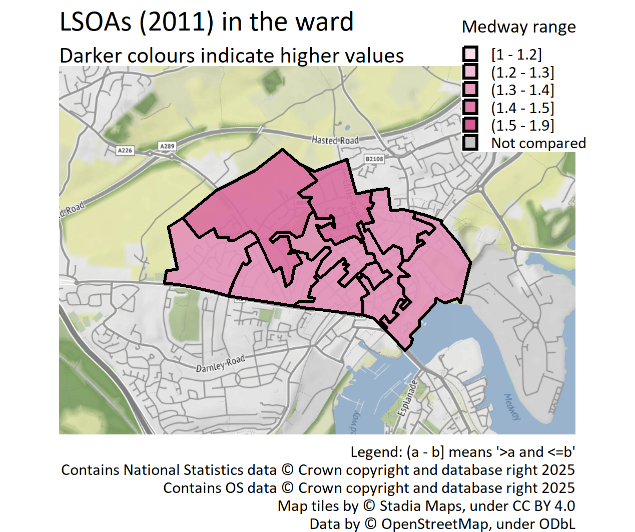 LSOAs (2011) in the ward
Darker colours indicate higher values
Medway range
[1 - 1.2]
(1.2 - 1.3]
(1.3 - 1.4]
(1.4 - 1.5]
(1.5 - 1.9]
Not compared
Hasted Road
A226
A289
B2108
d Road
Darnley Road
Esplanade
Medway
dway
Legend: (a - b] means '>a and <=b'
Contains National Statistics data © Crown copyright and database right 2025
Contains OS data © Crown copyright and database right 2025
Map tiles by © Stadia Maps, under CC BY 4.0
Data by © OpenStreetMap, under ODbL